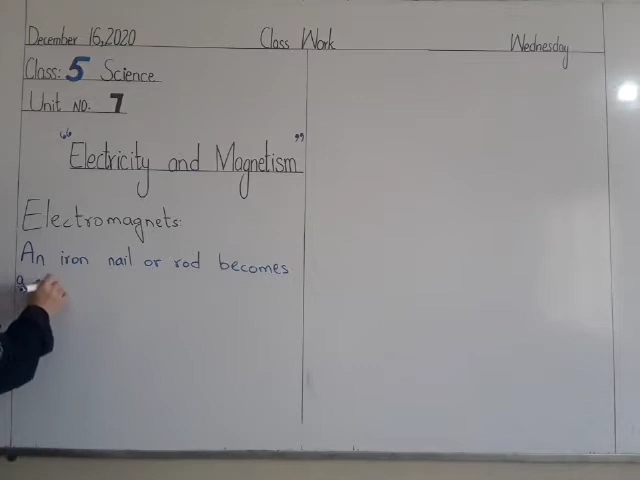 December 16, 2020 Class Work Wednesday
Class: 5 Science
Unit NO. 7
"Electricity and Magnetism"
Electromagnets:
An iron nail or rod becomes